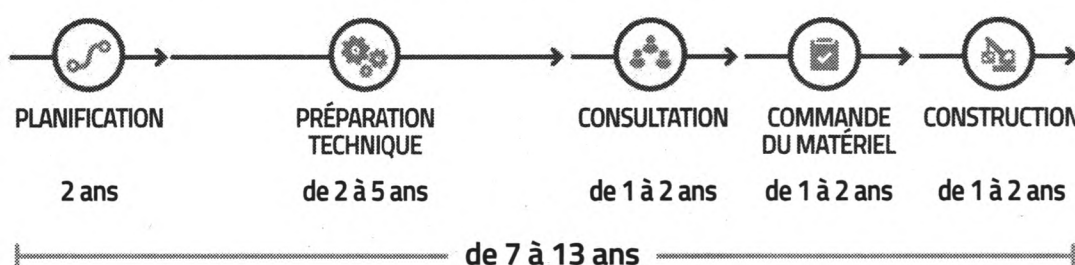 PLANIFICATION
2 ans
PRÉPARATION
TECHNIQUE
de 2 à 5 ans
CONSULTATION
de 1 à 2 ans
COMMANDE
DU MATÉRIEL
de 1 à 2 ans
CONSTRUCTION
de 1 à 2 ans
de 7 à 13 ans